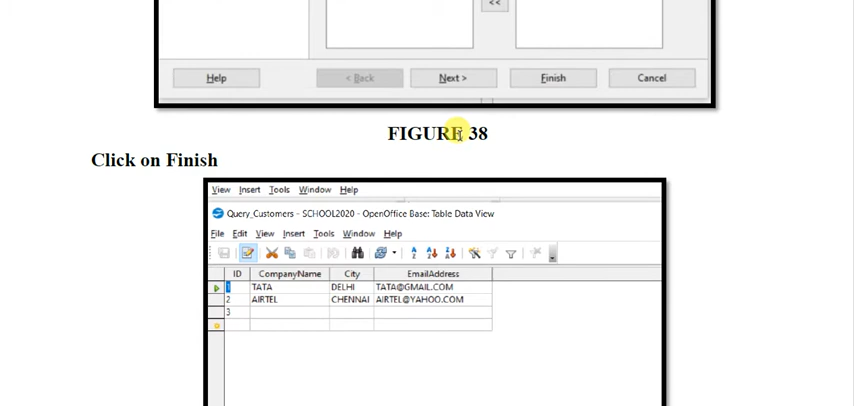 <<
Help < Back Next > Finish Cancel
FIGURE 38
Click on Finish
View Insert Tools Window Help
Query_Customers - SCHOOL2020 - OpenOffice Base: Table Data View
File Edit View Insert Tools Window Help
ID CompanyName City EmailAddress
1 TATA DELHI TATA@GMAIL.COM
2 AIRTEL CHENNAI AIRTEL@YAHOO.COM
3